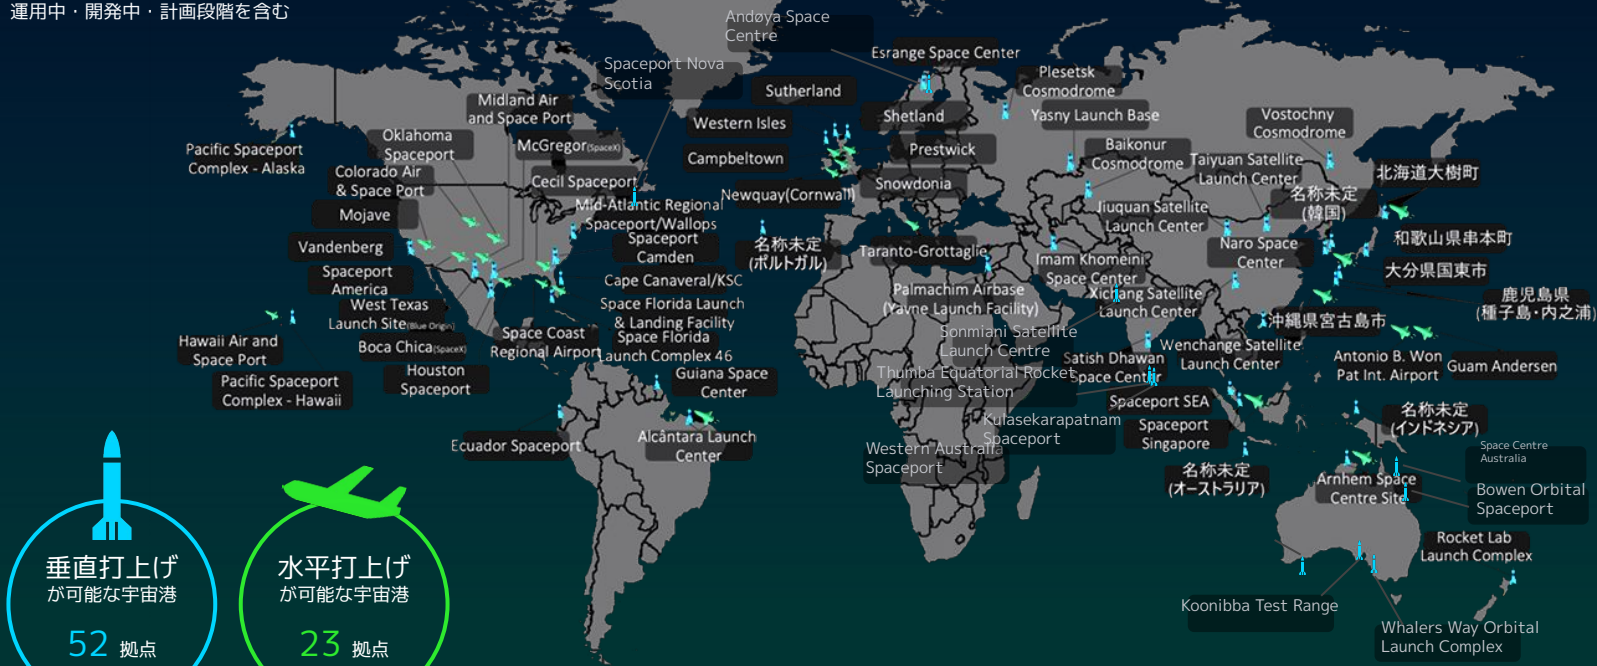 運用中・開発中・計画段階を含む
Andøya Space
Centre
Esrange Space Center
Spaceport Nova
Scotia
Sutherland
Plesetsk
Cosmodrome
Midland Air
and Space Port
Western Isles
Shetland
Yasny Launch Base
Vostochny
Cosmodrome
Pacific Spaceport
Complex - Alaska
Oklahoma
Spaceport
McGregor(SpaceX)
Campbeltown
Prestwick
Baikonur
Cosmodrome
Taiyuan Satellite
Launch Center
北海道大樹町
Colorado Air
& Space Port
Cecil Spaceport
Newquay(Cornwall)
Snowdonia
名称未定
(韓国)
Mojave
Mid-Atlantic Regional
Spaceport/Wallops
Jiuquan Satellite
Launch Center
Vandenberg
Spaceport
Camden
名称未定
(ポルトガル)
Taranto-Grottaglie
Naro Space
Center
和歌山県串本町
Spaceport
America
Cape Canaveral/KSC
Imam Khomeini
Space Center
大分県国東市
West Texas
Launch Site(Blue Origin)
Space Florida Launch
& Landing Facility
Palmachim Airbase
(Yavne Launch Facility)
Xichang Satellite
Launch Center
鹿児島県
(種子島・内之浦)
Hawaii Air and
Space Port
Boca Chica(SpaceX)
Space Coast
Regional Airport
Space Florida
Launch Complex 46
Sonmiani Satellite
Launch Centre
沖縄県宮古島市
Pacific Spaceport
Complex - Hawaii
Houston
Spaceport
Guiana Space
Center
Thumba Equatorial Rocket
Launching Station
Satish Dhawan
Space Center
Wenchange Satellite
Launch Center
Antonio B. Won
Pat Int. Airport
Guam Andersen
Ecuador Spaceport
Alcântara Launch
Center
Kulasekarapatnam
Spaceport
Spaceport SEA
Spaceport
Singapore
名称未定
(インドネシア)
Western Australia
Spaceport
名称未定
(オーストラリア)
Arnhem Space
Centre Site
Space Centre
Australia
Bowen Orbital
Spaceport
Rocket Lab
Launch Complex
Koonibba Test Range
Whalers Way Orbital
Launch Complex
垂直打上げ
が可能な宇宙港
52 拠点
水平打上げ
が可能な宇宙港
23 拠点